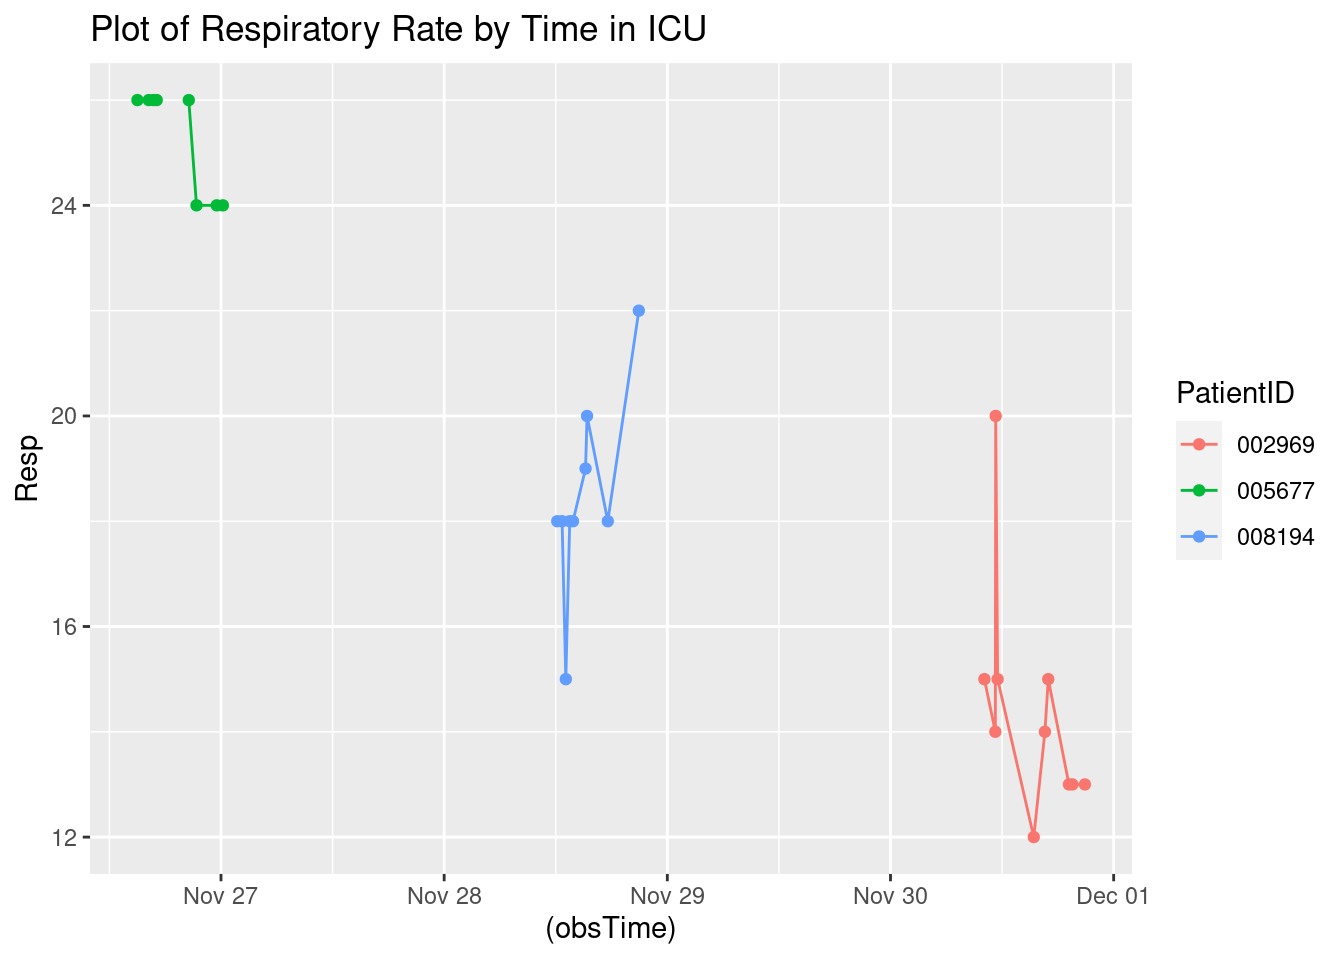 Plot of Respiratory Rate by Time in ICU
24
20
16
12
Resp
Nov 27 Nov 28 Nov 29 Nov 30 Dec 01
(obsTime)
PatientID
002969
005677
008194